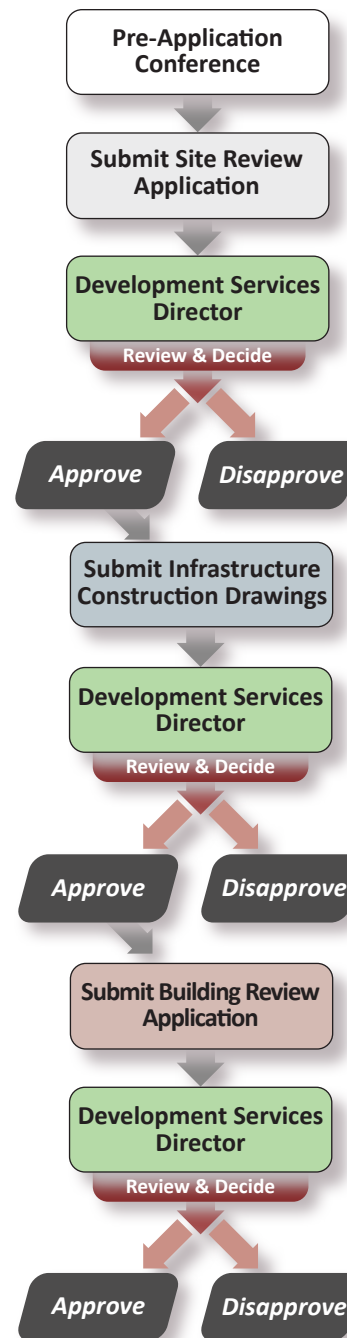 Pre-Application
Conference
Submit Site Review
Application
Development Services
Director
Review & Decide
Approve
Disapprove
Submit Infrastructure
Construction Drawings
Development Services
Director
Review & Decide
Approve
Disapprove
Submit Building Review
Application
Development Services
Director
Review & Decide
Approve
Disapprove